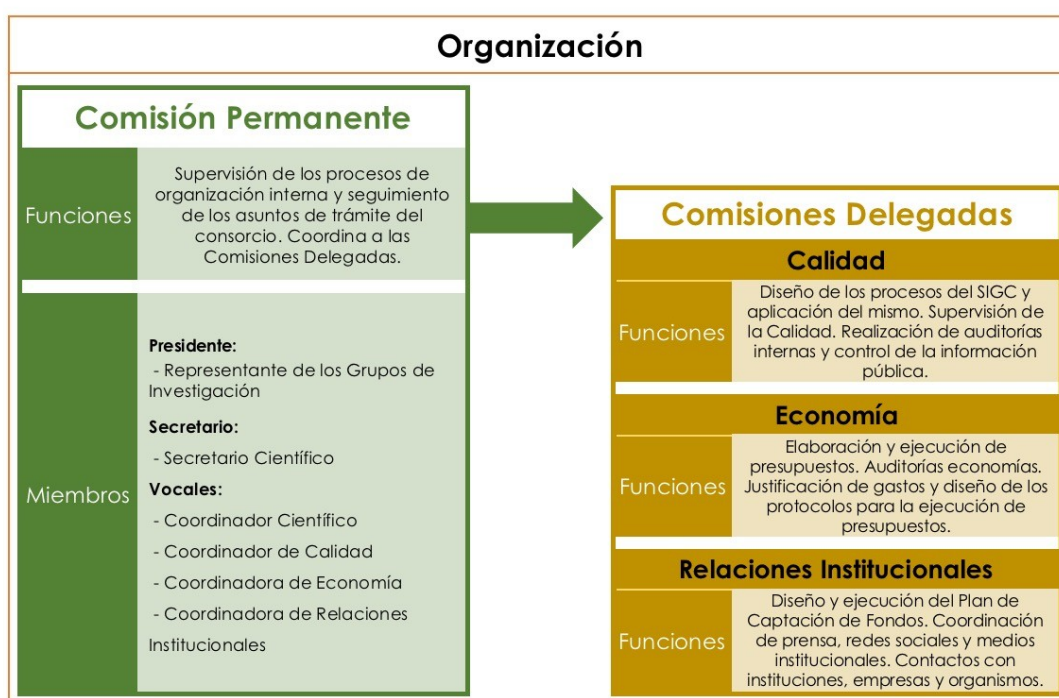 Organización
Comisión Permanente
Funciones
Supervisión de los procesos de
organización interna y seguimiento
de los asuntos de trámite del
consorcio. Coordina a las
Comisiones Delegadas.
Miembros
Presidente:
- Representante de los Grupos de
Investigación
Secretario:
- Secretario Científico
Vocales:
- Coordinador Científico
- Coordinador de Calidad
- Coordinadora de Economía
- Coordinadora de Relaciones
Institucionales
Comisiones Delegadas
Calidad
Funciones
Diseño de los procesos del SIGC y
aplicación del mismo. Supervisión de
la Calidad. Realización de auditorías
internas y control de la información
pública.
Economía
Funciones
Elaboración y ejecución de
presupuestos. Auditorías economías.
Justificación de gastos y diseño de los
protocolos para la ejecución de
presupuestos.
Relaciones Institucionales
Funciones
Diseño y ejecución del Plan de
Captación de Fondos. Coordinación
de prensa, redes sociales y medios
institucionales. Contactos con
instituciones, empresas y organismos.